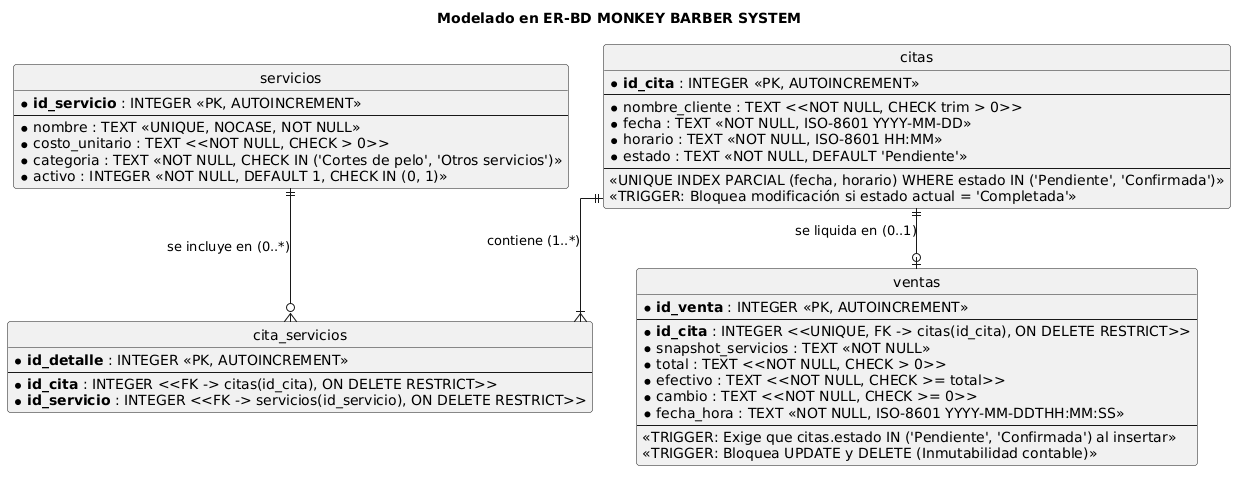 Modelado en ER-BD MONKEY BARBER SYSTEM
servicios
id_servicio : INTEGER «PK, AUTOINCREMENT»
nombre : TEXT «UNIQUE, NOCASE, NOT NULL»
costo_unitario : TEXT <<NOT NULL, CHECK > 0>>
categoria : TEXT «NOT NULL, CHECK IN ('Cortes de pelo', 'Otros servicios')»
activo : INTEGER «NOT NULL, DEFAULT 1, CHECK IN (0, 1)»
citas
id_cita : INTEGER «PK, AUTOINCREMENT»
nombre_cliente : TEXT <<NOT NULL, CHECK trim > 0>>
fecha : TEXT «NOT NULL, ISO-8601 YYYY-MM-DD»
horario : TEXT «NOT NULL, ISO-8601 HH:MM»
estado : TEXT «NOT NULL, DEFAULT 'Pendiente'»
«UNIQUE INDEX PARCIAL (fecha, horario) WHERE estado IN ('Pendiente', 'Confirmada')»
«TRIGGER: Bloquea modificación si estado actual = 'Completada'»
se incluye en (0..*)
contiene (1..*)
se liquida en (0..1)
cita_servicios
id_detalle : INTEGER «PK, AUTOINCREMENT»
id_cita : INTEGER <<FK -> citas(id_cita), ON DELETE RESTRICT>>
id_servicio : INTEGER <<FK -> servicios(id_servicio), ON DELETE RESTRICT>>
ventas
id_venta : INTEGER «PK, AUTOINCREMENT»
id_cita : INTEGER <<UNIQUE, FK -> citas(id_cita), ON DELETE RESTRICT>>
snapshot_servicios : TEXT «NOT NULL»
total : TEXT <<NOT NULL, CHECK > 0>>
efectivo : TEXT <<NOT NULL, CHECK >= total>>
cambio : TEXT <<NOT NULL, CHECK >= 0>>
fecha_hora : TEXT «NOT NULL, ISO-8601 YYYY-MM-DDTHH:MM:SS»
«TRIGGER: Exige que citas.estado IN ('Pendiente', 'Confirmada') al insertar»
«TRIGGER: Bloquea UPDATE y DELETE (Inmutabilidad contable)»